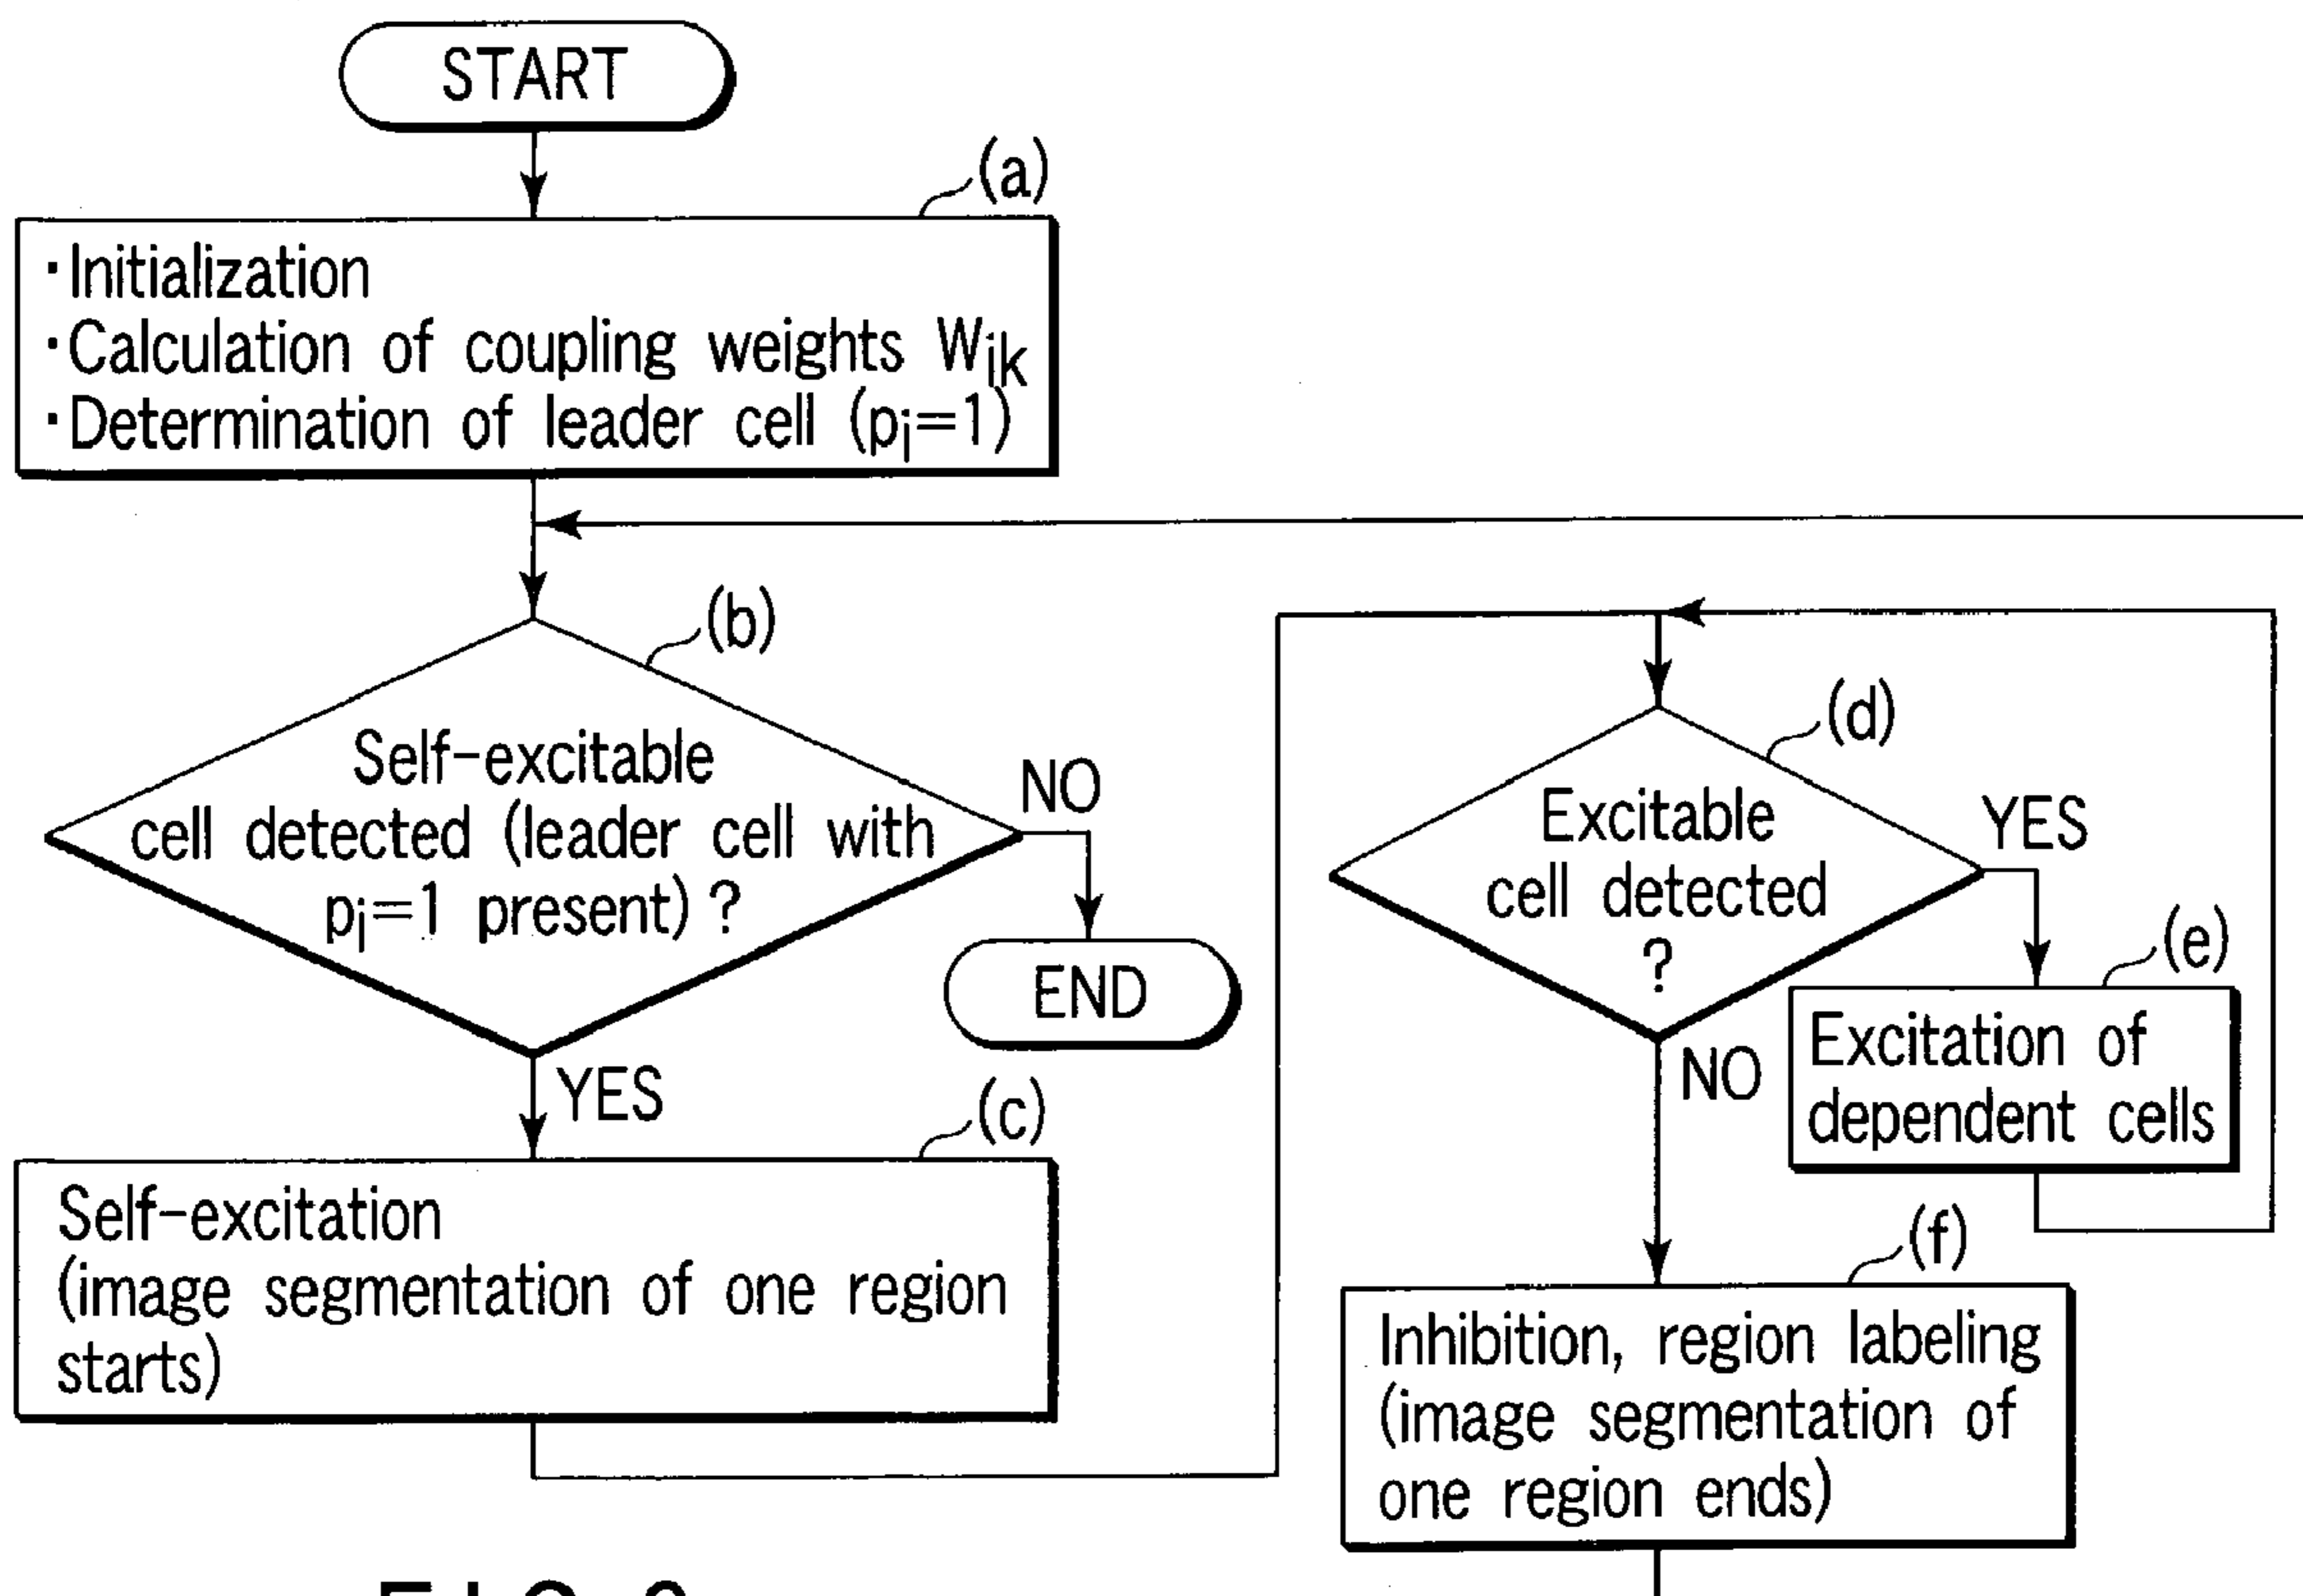 START
(a)
·Initialization
·Calculation of coupling weights Wik
·Determination of leader cell (pi=1)
(b)
Self-excitable
cell detected (leader cell with
pi=1 present) ?
NO
END
YES
(c)
Self-excitation
(image segmentation of one region
starts)
(d)
Excitable
cell detected
?
YES
(e)
Excitation of
dependent cells
NO
(f)
Inhibition, region labeling
(image segmentation of
one region ends)